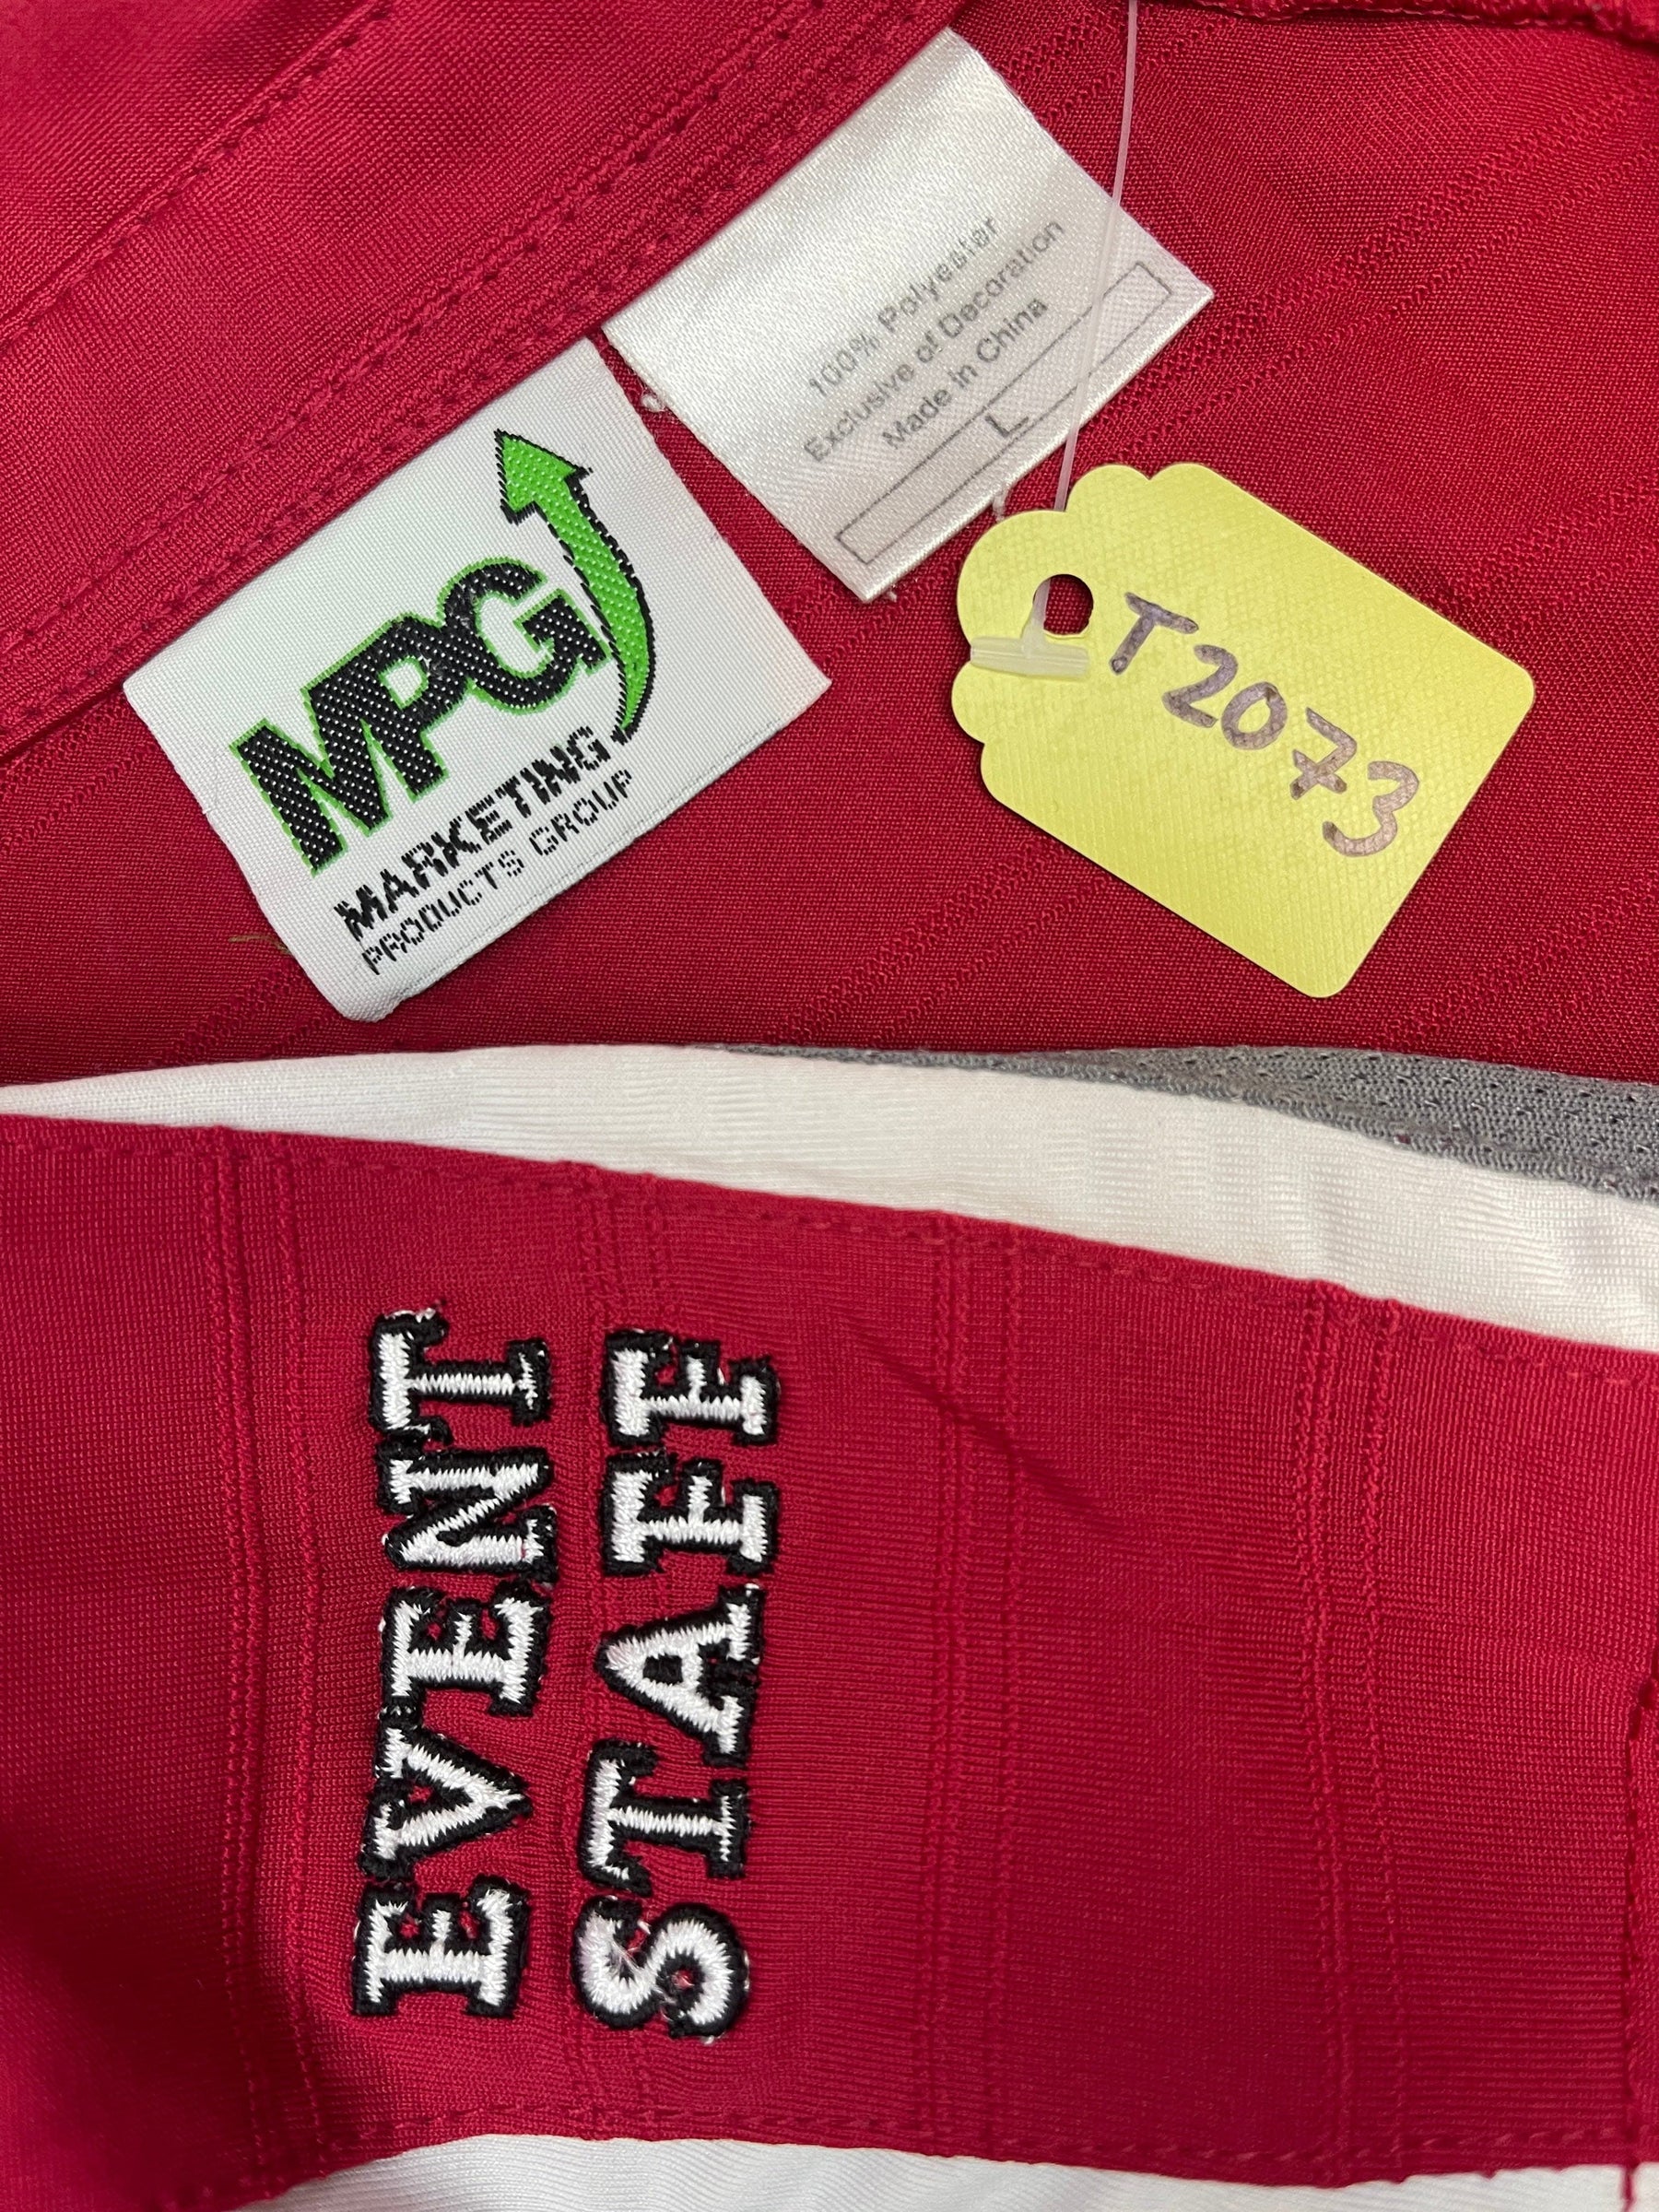 100% Polyester
Exclusive of Decoration
Made in China
L
MPG
MARKETING
PRODUCTS GROUP
T2073
EVENT
STAFF